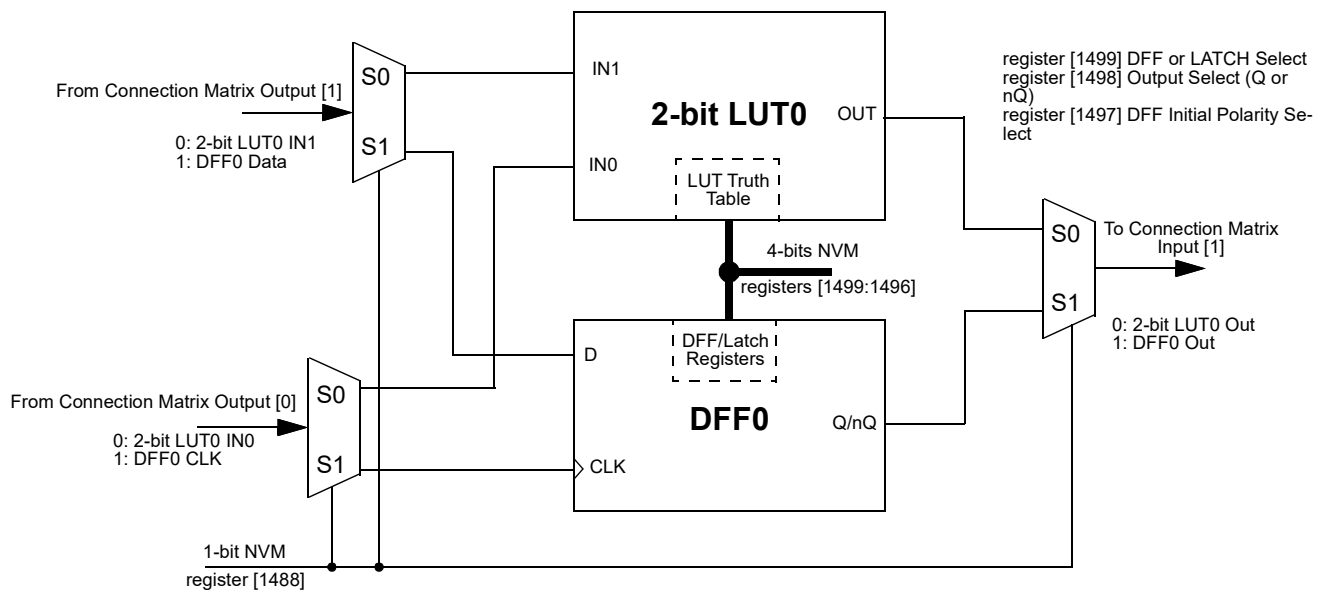 From Connection Matrix Output [1]
0: 2-bit LUT0 IN1
1: DFF0 Data
S0
S1
IN1
IN0
2-bit LUT0
OUT
LUT Truth
Table
register [1499] DFF or LATCH Select
register [1498] Output Select (Q or
nQ)
register [1497] DFF Initial Polarity Se-
lect
4-bits NVM
registers [1499:1496]
S0
S1
To Connection Matrix
Input [1]
0: 2-bit LUT0 Out
1: DFF0 Out
From Connection Matrix Output [0]
0: 2-bit LUT0 IN0
1: DFF0 CLK
S0
S1
D
CLK
DFF/Latch
Registers
DFF0
Q/nQ
1-bit NVM
register [1488]